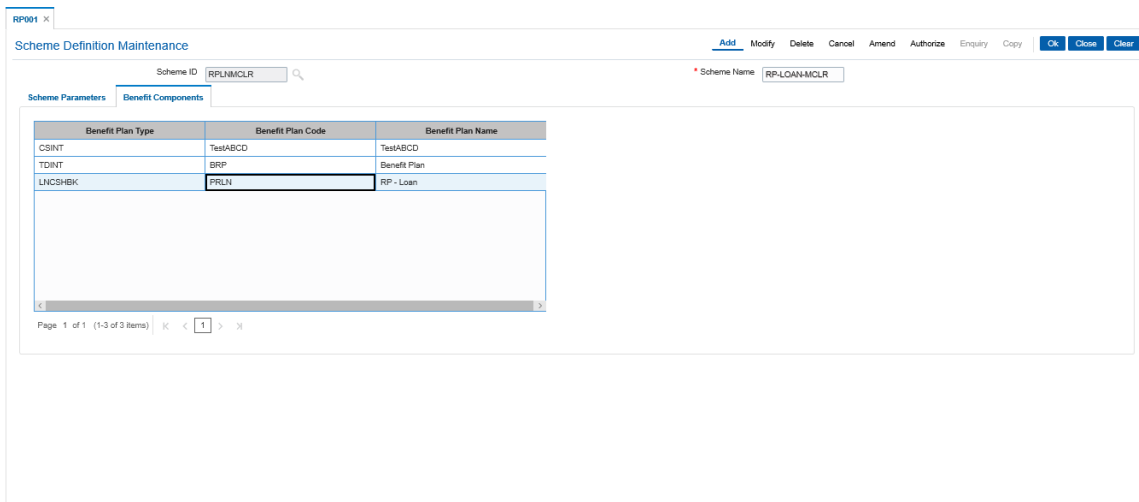 RP001 ×
Scheme Definition Maintenance Add Modify Delete Cancel Amend Authorize Enquiry Copy Ok Close Clear
Scheme ID RPLNMCLR * Scheme Name RP-LOAN-MCLR
Scheme Parameters Benefit Components
Benefit Plan Type Benefit Plan Code Benefit Plan Name
CSINT TestABCD TestABCD
TDINT BRP Benefit Plan
LNCSHBK PRLN RP - Loan
Page 1 of 1 (1-3 of 3 items) 1